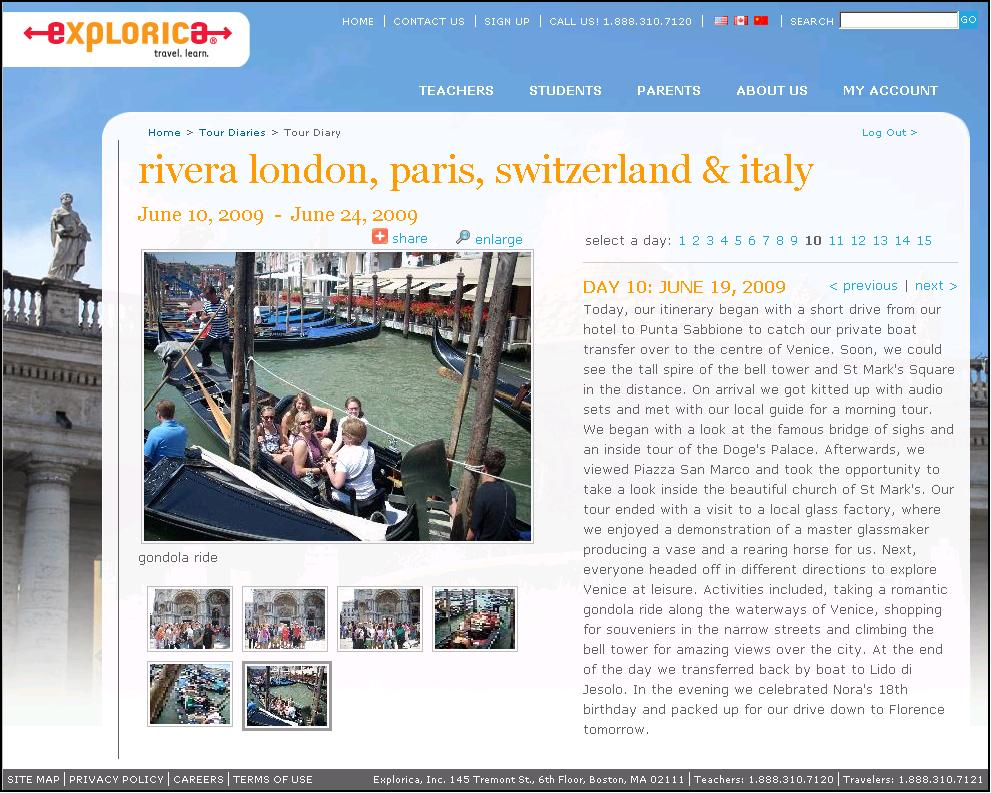 explorica®
travel. learn.
HOME | CONTACT US | SIGN UP | CALL US! 1.888.310.7120 | | SEARCH GO
TEACHERS STUDENTS PARENTS ABOUT US MY ACCOUNT
Home > Tour Diaries > Tour Diary
Log Out >
rivera london, paris, switzerland & italy
June 10, 2009 - June 24, 2009
share enlarge
gondola ride
select a day: 1 2 3 4 5 6 7 8 9 10 11 12 13 14 15
DAY 10: JUNE 19, 2009
< previous | next >
Today, our itinerary began with a short drive from our
hotel to Punta Sabbione to catch our private boat
transfer over to the centre of Venice. Soon, we could
see the tall spire of the bell tower and St Mark's Square
in the distance. On arrival we got kitted up with audio
sets and met with our local guide for a morning tour.
We began with a look at the famous bridge of sighs and
an inside tour of the Doge's Palace. Afterwards, we
viewed Piazza San Marco and took the opportunity to
take a look inside the beautiful church of St Mark's. Our
tour ended with a visit to a local glass factory, where
we enjoyed a demonstration of a master glassmaker
producing a vase and a rearing horse for us. Next,
everyone headed off in different directions to explore
Venice at leisure. Activities included, taking a romantic
gondola ride along the waterways of Venice, shopping
for souveniers in the narrow streets and climbing the
bell tower for amazing views over the city. At the end
of the day we transferred back by boat to Lido di
Jesolo. In the evening we celebrated Nora's 18th
birthday and packed up for our drive down to Florence
tomorrow.
SITE MAP | PRIVACY POLICY | CAREERS | TERMS OF USE
Explorica, Inc. 145 Tremont St., 6th Floor, Boston, MA 02111 | Teachers: 1.888.310.7120 | Travelers: 1.888.310.7121